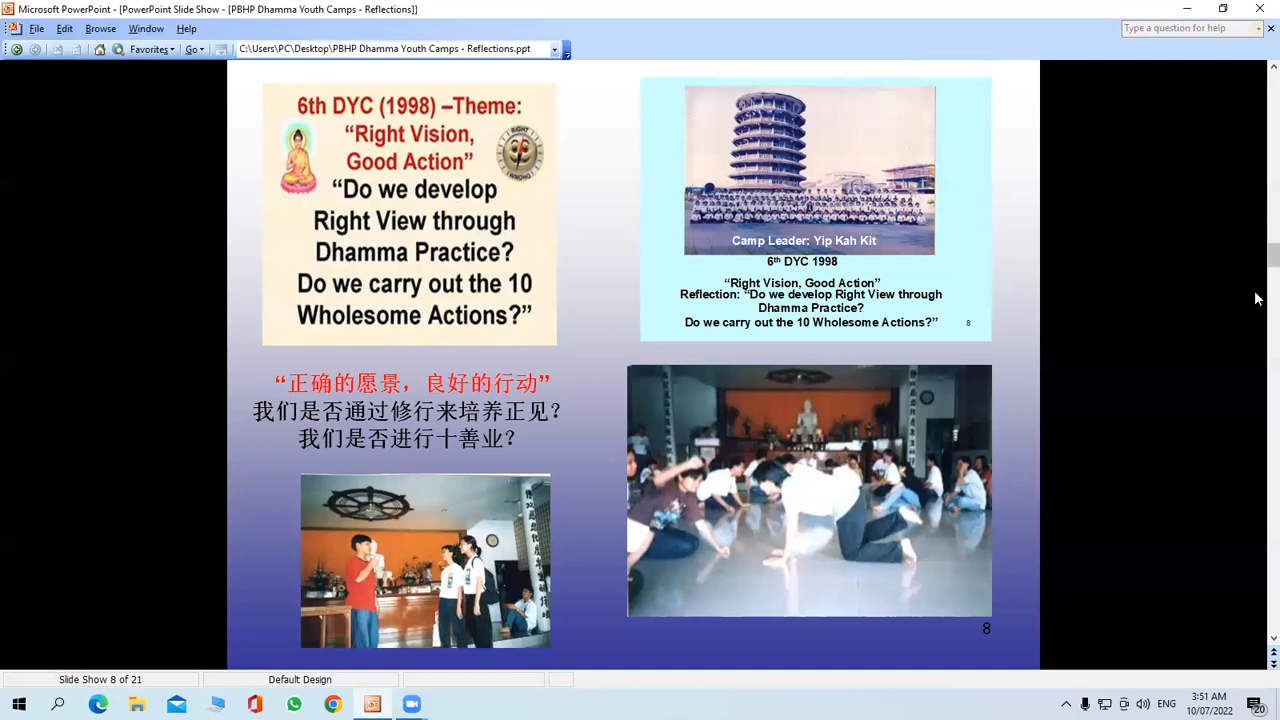 Microsoft PowerPoint - [PowerPoint Slide Show - [PBHP Dhamma Youth Camps - Reflections]]
File Edit Browse Window Help
Type a question for help
Favorites Go C:\Users\PC\Desktop\PBHP Dhamma Youth Camps - Reflections.ppt
6th DYC (1998) –Theme:
“Right Vision,
Good Action”
RIGHT
WRONG
“Do we develop
Right View through
Dhamma Practice?
Do we carry out the 10
Wholesome Actions?”
Camp Leader: Yip Kah Kit
6th DYC 1998
“Right Vision, Good Action”
Reflection: “Do we develop Right View through
Dhamma Practice?
Do we carry out the 10 Wholesome Actions?”
8
“正确的愿景，良好的行动”
我们是否通过修行来培养正见？
我们是否进行十善业？
8
Slide Show 8 of 21
Default Design
ENG
3:51 AM
10/07/2022
20